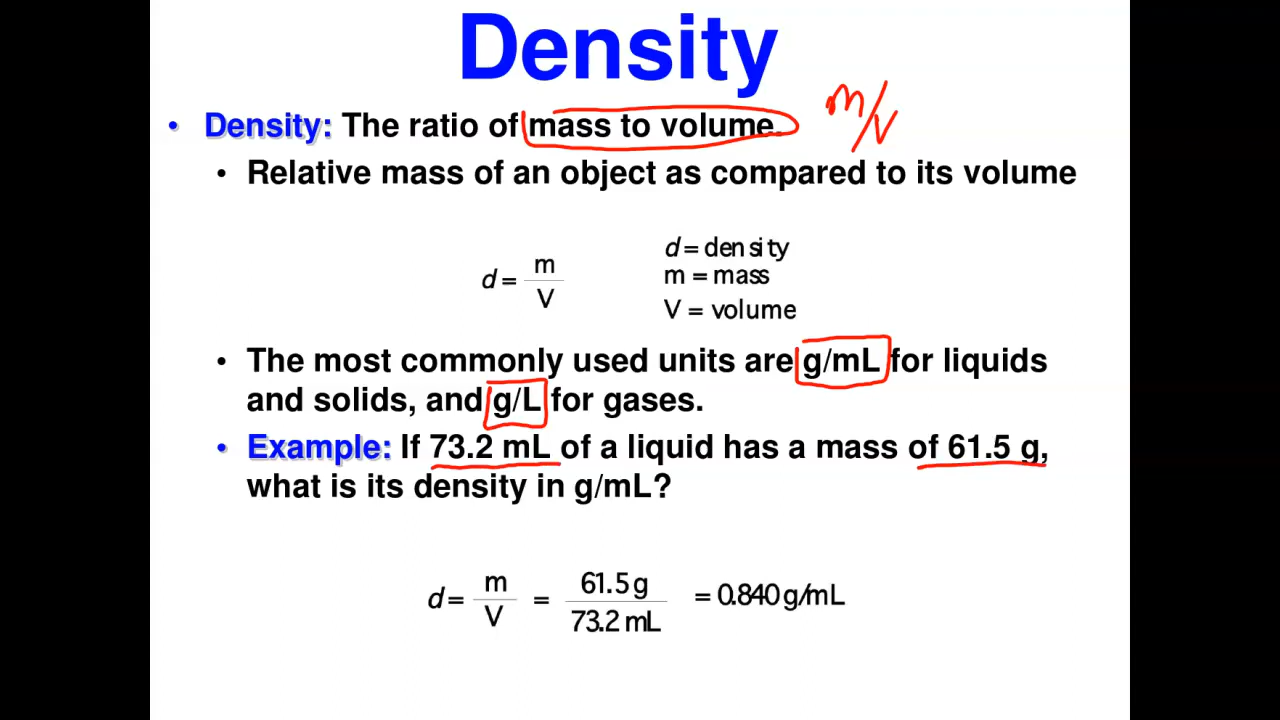 Density
• Density: The ratio of mass to volume. m/V
• Relative mass of an object as compared to its volume
d = m/V
d = density
m = mass
V = volume
• The most commonly used units are g/mL for liquids
and solids, and g/L for gases.
• Example: If 73.2 mL of a liquid has a mass of 61.5 g,
what is its density in g/mL?
d = m/V = 61.5 g/73.2 mL = 0.840 g/mL